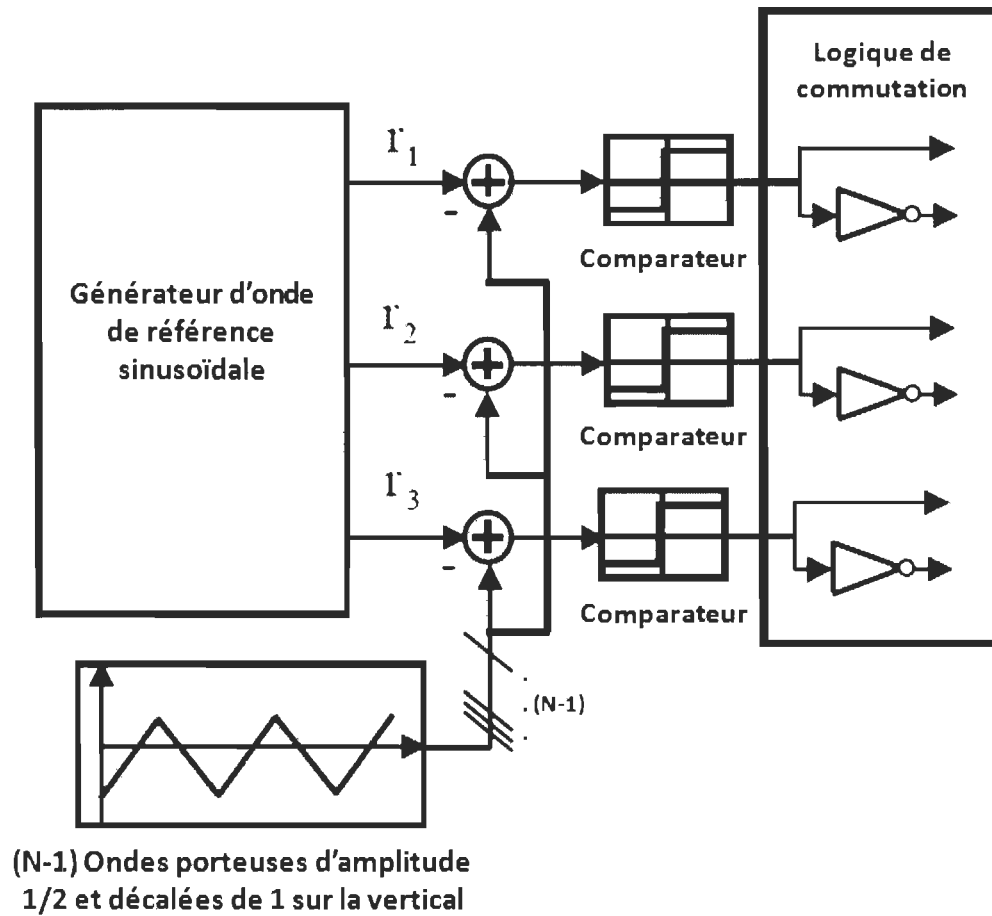 Logique de
commutation
r1
Comparateur
Générateur d'onde
de référence
sinusoïdale
r2
Comparateur
r3
Comparateur
(N-1)
(N-1) Ondes porteuses d'amplitude
1/2 et décalées de 1 sur la vertical